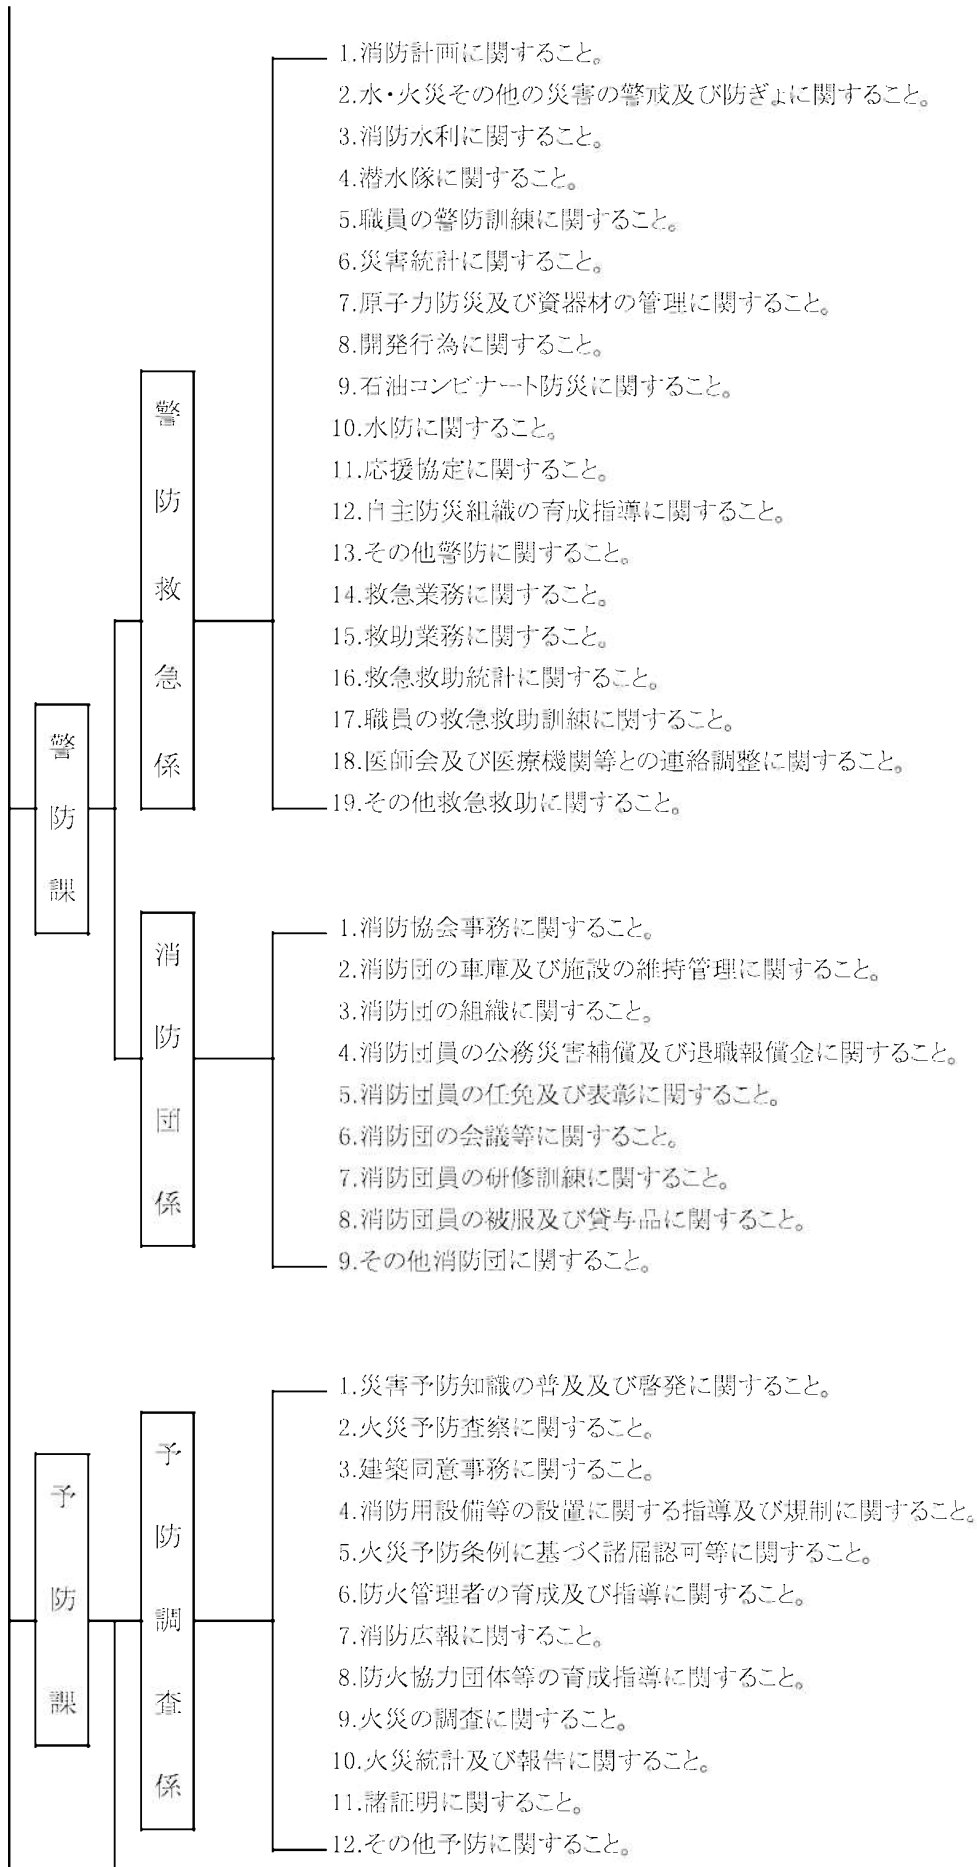 警防課
警防救急係
1.消防計画に関すること。
2.水・火災その他の災害の警戒及び防ぎょに関すること。
3.消防水利に関すること。
4.潜水隊に関すること。
5.職員の警防訓練に関すること。
6.災害統計に関すること。
7.原子力防災及び資器材の管理に関すること。
8.開発行為に関すること。
9.石油コンビナート防災に関すること。
10.水防に関すること。
11.応援協定に関すること。
12.自主防災組織の育成指導に関すること。
13.その他警防に関すること。
14.救急業務に関すること。
15.救助業務に関すること。
16.救急救助統計に関すること。
17.職員の救急救助訓練に関すること。
18.医師会及び医療機関等との連絡調整に関すること。
19.その他救急救助に関すること。
消防団係
1.消防協会事務に関すること。
2.消防団の車庫及び施設の維持管理に関すること。
3.消防団の組織に関すること。
4.消防団員の公務災害補償及び退職報償金に関すること。
5.消防団員の任免及び表彰に関すること。
6.消防団の会議等に関すること。
7.消防団員の研修訓練に関すること。
8.消防団員の被服及び貸与品に関すること。
9.その他消防団に関すること。
予防課
予防調査係
1.災害予防知識の普及及び啓発に関すること。
2.火災予防査察に関すること。
3.建築同意事務に関すること。
4.消防用設備等の設置に関する指導及び規制に関すること。
5.火災予防条例に基づく諸届認可等に関すること。
6.防火管理者の育成及び指導に関すること。
7.消防広報に関すること。
8.防火協力団体等の育成指導に関すること。
9.火災の調査に関すること。
10.火災統計及び報告に関すること。
11.諸証明に関すること。
12.その他予防に関すること。